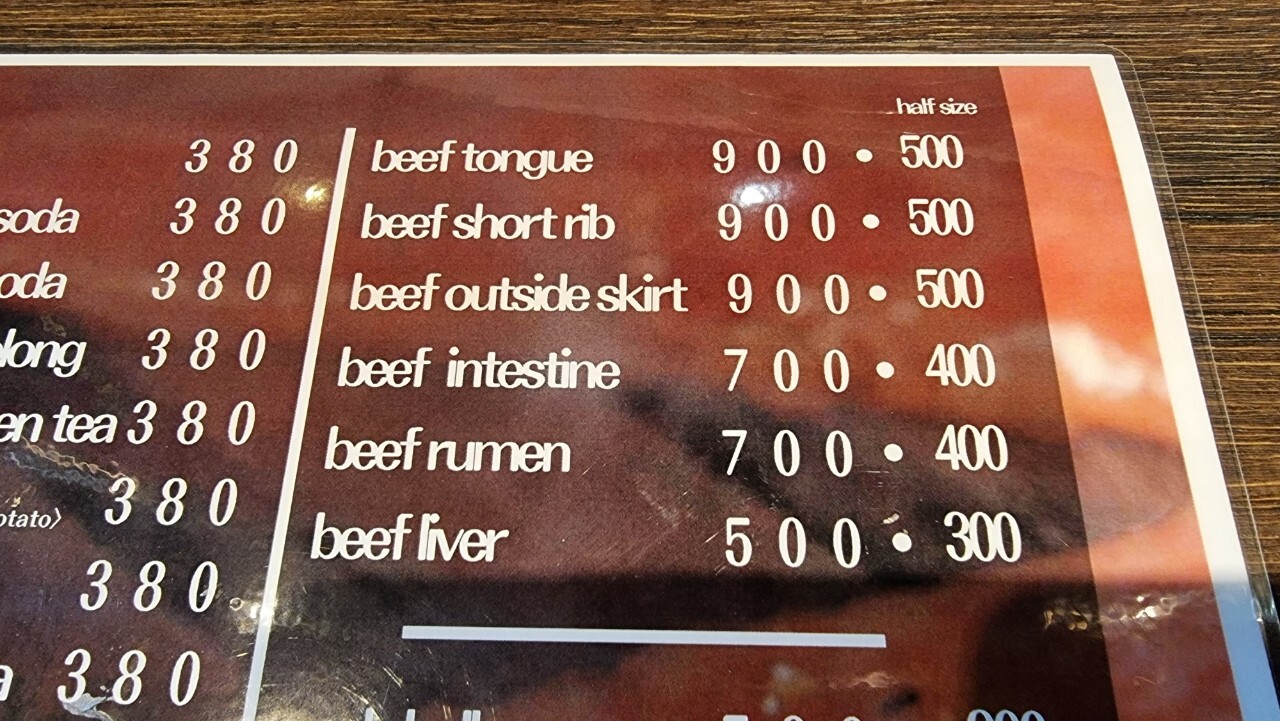 380
soda 380
oda 380
long 380
en tea 380
otato〉 380
380
380
half size
beef tongue 900・500
beef short rib 900・500
beef outside skirt 900・500
beef intestine 700・400
beef rumen 700・400
beef liver 500・300